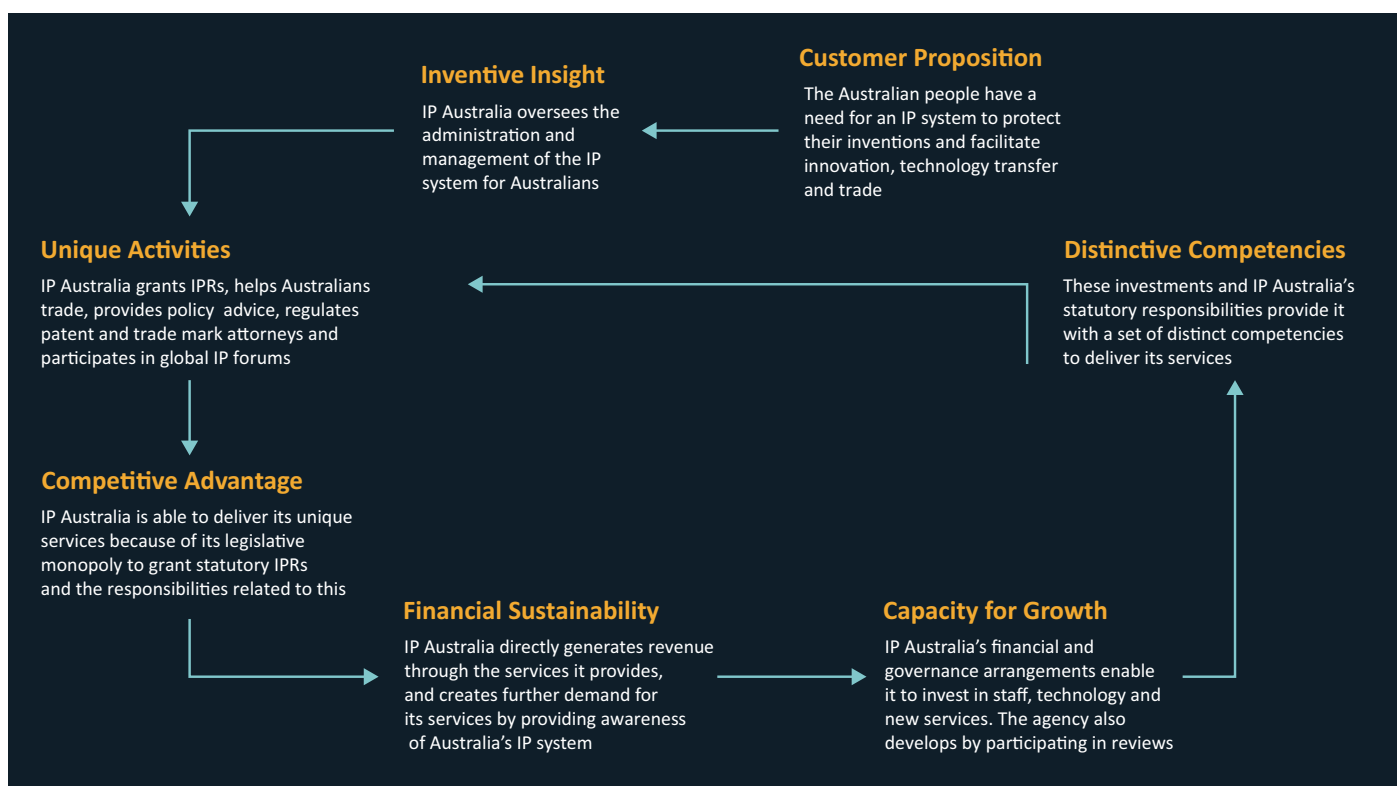 Customer Proposition
The Australian people have a
need for an IP system to protect
their inventions and facilitate
innovation, technology transfer
and trade
Inventive Insight
IP Australia oversees the
administration and
management of the IP
system for Australians
Unique Activities
IP Australia grants IPRs, helps Australians
trade, provides policy advice, regulates
patent and trade mark attorneys and
participates in global IP forums
Competitive Advantage
IP Australia is able to deliver its unique
services because of its legislative
monopoly to grant statutory IPRs
and the responsibilities related to this
Financial Sustainability
IP Australia directly generates revenue
through the services it provides,
and creates further demand for
its services by providing awareness
of Australia’s IP system
Capacity for Growth
IP Australia’s financial and
governance arrangements enable
it to invest in staff, technology and
new services. The agency also
develops by participating in reviews
Distinctive Competencies
These investments and IP Australia’s
statutory responsibilities provide it
with a set of distinct competencies
to deliver its services